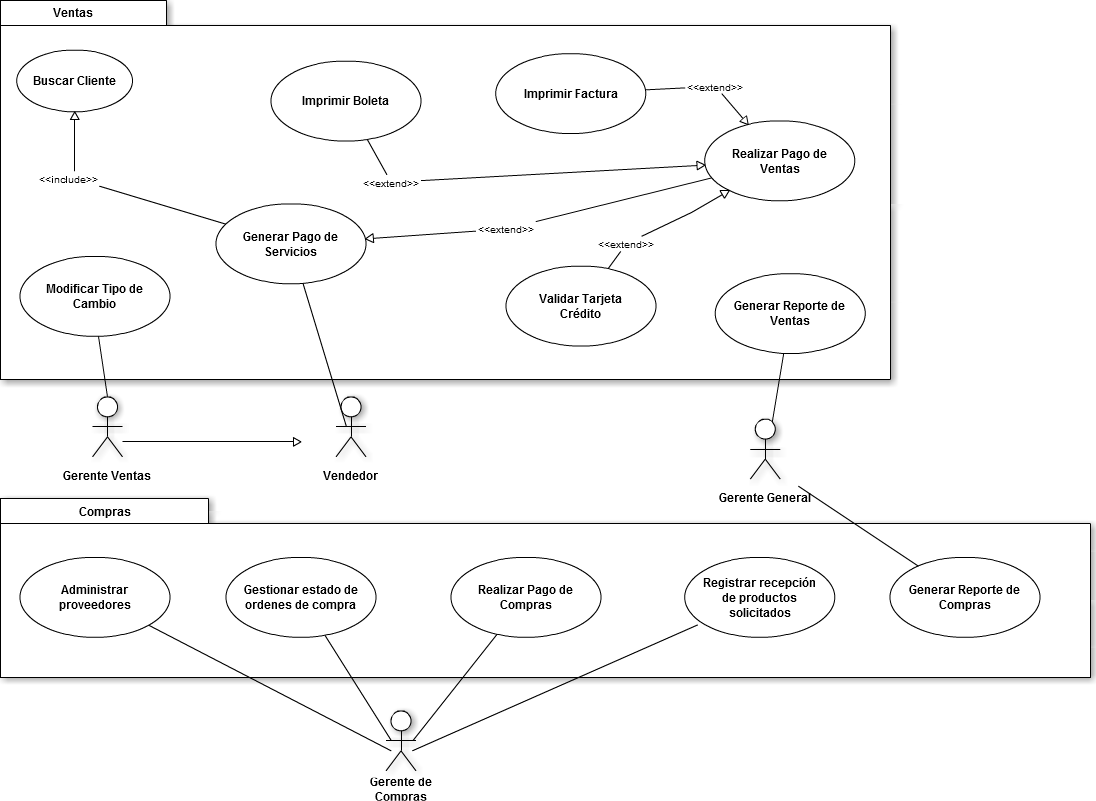 Ventas
Buscar Cliente
Imprimir Boleta
Imprimir Factura
<<extend>>
Realizar Pago de
Ventas
<<include>>
<<extend>>
Generar Pago de
Servicios
<<extend>>
<<extend>>
Modificar Tipo de
Cambio
Validar Tarjeta
Crédito
Generar Reporte de
Ventas
Gerente Ventas
Vendedor
Gerente General
Compras
Administrar
proveedores
Gestionar estado de
ordenes de compra
Realizar Pago de
Compras
Registrar recepción
de productos
solicitados
Generar Reporte de
Compras
Gerente de
Compras